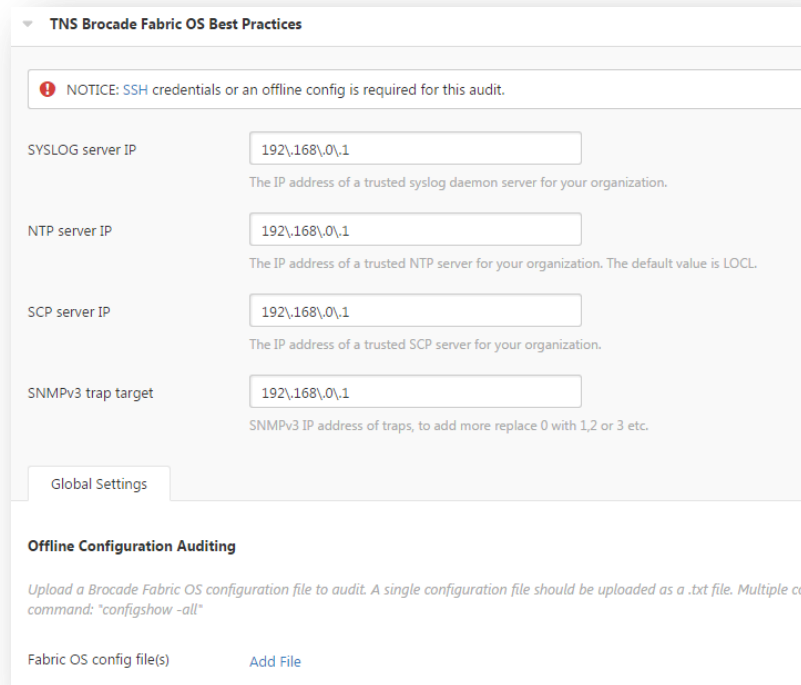 TNS Brocade Fabric OS Best Practices
NOTICE: SSH credentials or an offline config is required for this audit.
SYSLOG server IP
192\.168\.0\.1
The IP address of a trusted syslog daemon server for your organization.
NTP server IP
192\.168\.0\.1
The IP address of a trusted NTP server for your organization. The default value is LOCL.
SCP server IP
192\.168\.0\.1
The IP address of a trusted SCP server for your organization.
SNMPv3 trap target
192\.168\.0\.1
SNMPv3 IP address of traps, to add more replace 0 with 1,2 or 3 etc.
Global Settings
Offline Configuration Auditing
Upload a Brocade Fabric OS configuration file to audit. A single configuration file should be uploaded as a .txt file. Multiple
command: "configshow -all"
Fabric OS config file(s)
Add File